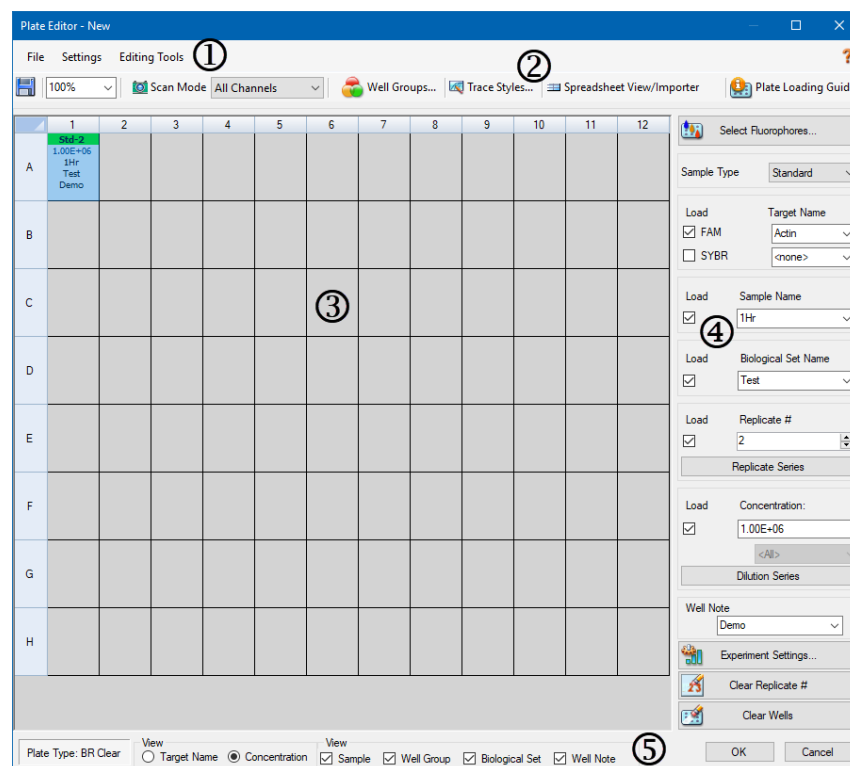 Plate Editor - New
File Settings Editing Tools ① ②
100% Scan Mode All Channels Well Groups... Trace Styles... Spreadsheet View/Importer Plate Loading Guid
1 2 3 4 5 6 7 8 9 10 11 12
Select Fluorophores...
A
Std-2
1.00E+06
1Hr
Test
Demo
Sample Type Standard
Load Target Name
FAM Actin
SYBR <none>
B
C
③
Load Sample Name
1Hr
④
D
Load Biological Set Name
Test
E
Load Replicate #
2
Replicate Series
F
Load Concentration:
1.00E+06
<All>
G
Dilution Series
H
Well Note
Demo
Experiment Settings...
Clear Replicate #
Clear Wells
Plate Type: BR Clear
View
Target Name Concentration
View
Sample Well Group Biological Set Well Note
⑤
OK Cancel